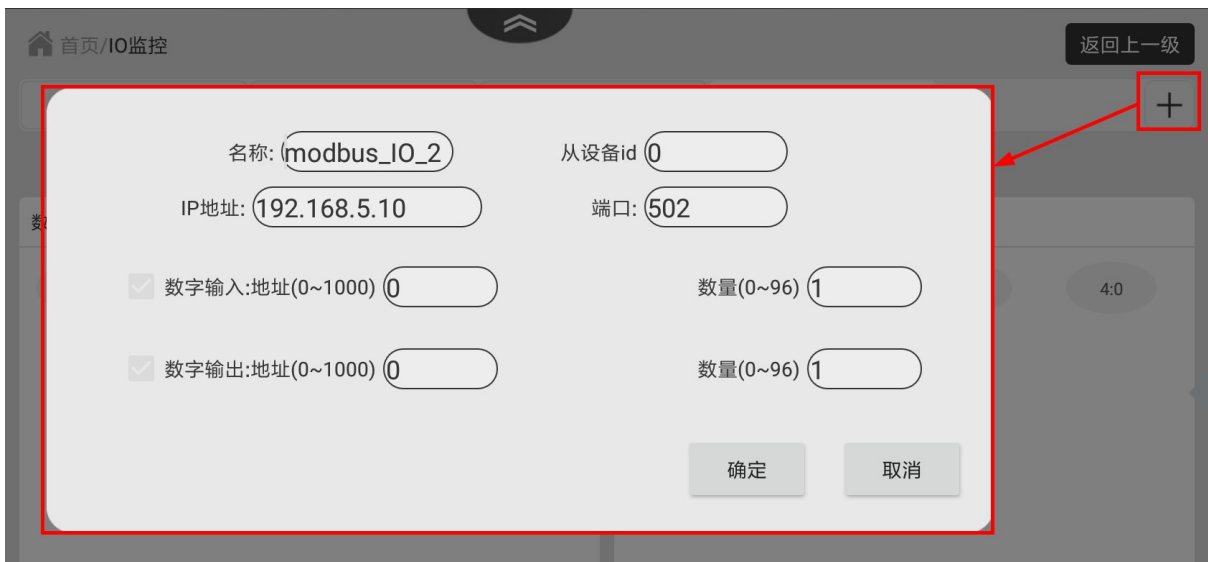 首页/IO监控
返回上一级
+
名称: modbus_IO_2 从设备id 0
IP地址: 192.168.5.10 端口: 502
数
数字输入:地址(0~1000) 0 数量(0~96) 1
4:0
数字输出:地址(0~1000) 0 数量(0~96) 1
确定 取消